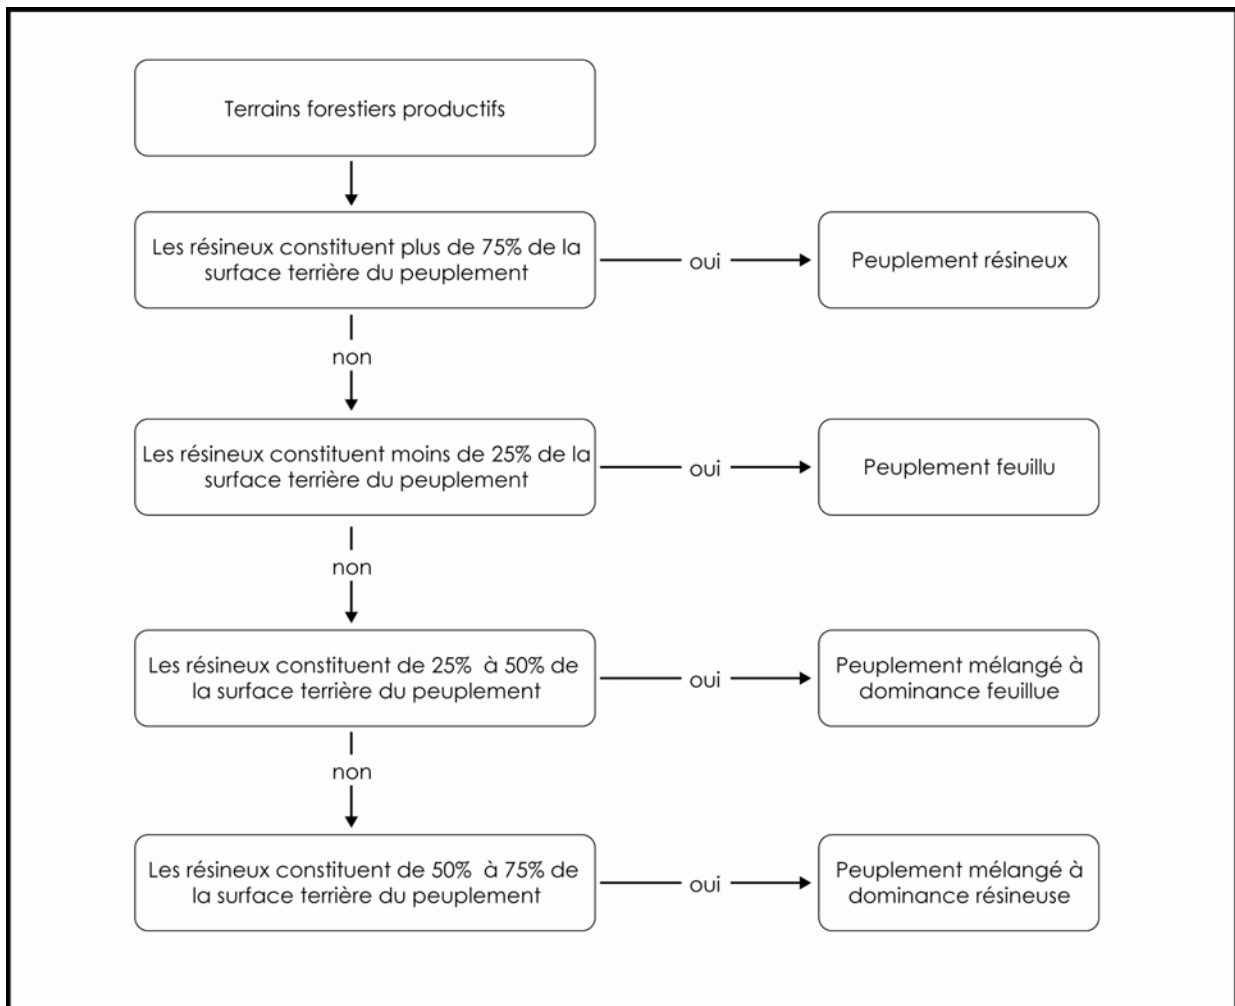 Terrains forestiers productifs
Les résineux constituent plus de 75% de la
surface terrière du peuplement
oui
Peuplement résineux
non
Les résineux constituent moins de 25% de la
surface terrière du peuplement
oui
Peuplement feuillu
non
Les résineux constituent de 25% à 50% de
la surface terrière du peuplement
oui
Peuplement mélangé à
dominance feuillue
non
Les résineux constituent de 50% à 75% de
la surface terrière du peuplement
oui
Peuplement mélangé à
dominance résineuse